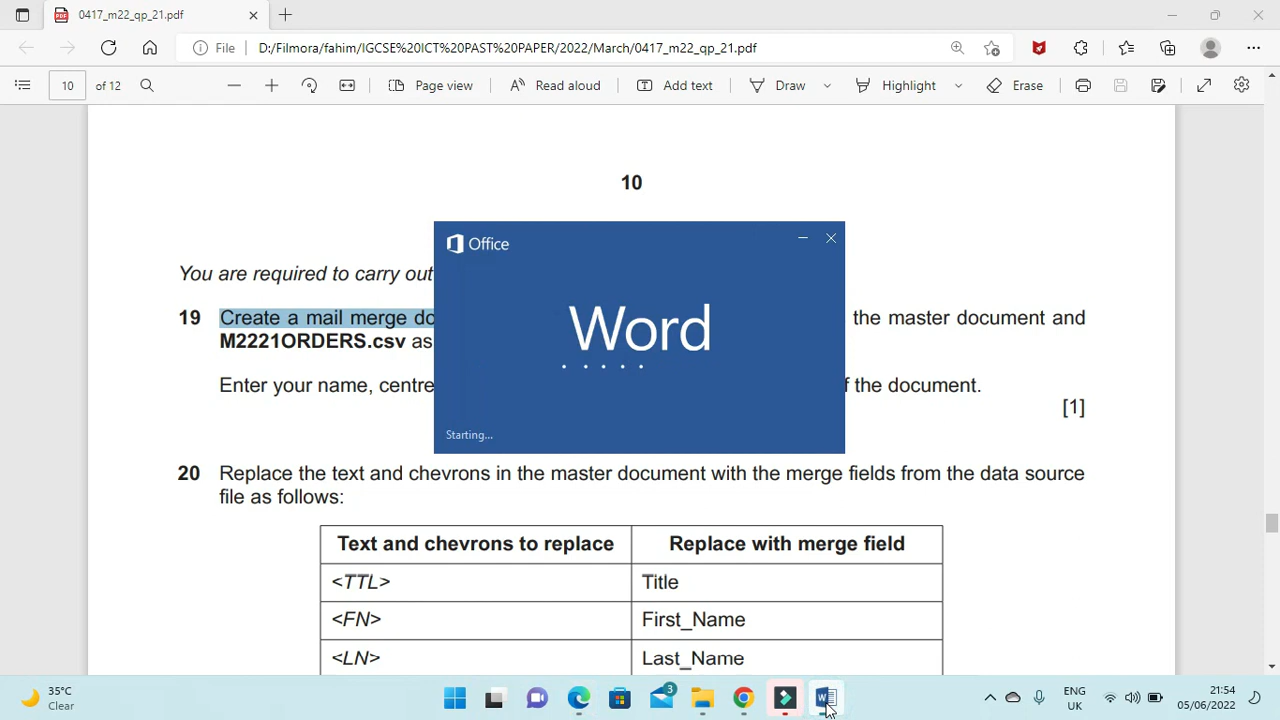 0417_m22_qp_21.pdf
File
D:/Filmora/fahim/IGCSE%20ICT%20PAST%20PAPER/2022/March/0417_m22_qp_21.pdf
10 of 12
Page view
Read aloud
Add text
Draw
Highlight
Erase
10
You are required to carry out
19 Create a mail merge do
the master document and
M2221ORDERS.csv as
Enter your name, centre
f the document.
[1]
Office
Word
Starting...
20 Replace the text and chevrons in the master document with the merge fields from the data source
file as follows:
Text and chevrons to replace Replace with merge field
<TTL> Title
<FN> First_Name
<LN> Last_Name
35°C
Clear
3
ENG
UK
21:54
05/06/2022